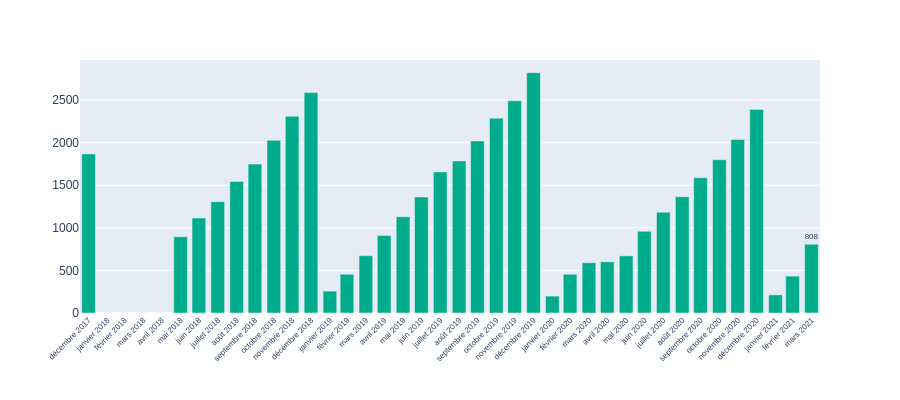 2500
2000
1500
1000
500
0
808
décembre 2017
janvier 2018
février 2018
mars 2018
avril 2018
mai 2018
juin 2018
juillet 2018
août 2018
septembre 2018
octobre 2018
novembre 2018
décembre 2018
janvier 2019
février 2019
mars 2019
avril 2019
mai 2019
juin 2019
juillet 2019
août 2019
septembre 2019
octobre 2019
novembre 2019
décembre 2019
janvier 2020
février 2020
mars 2020
avril 2020
mai 2020
juin 2020
juillet 2020
août 2020
septembre 2020
octobre 2020
novembre 2020
décembre 2020
janvier 2021
février 2021
mars 2021